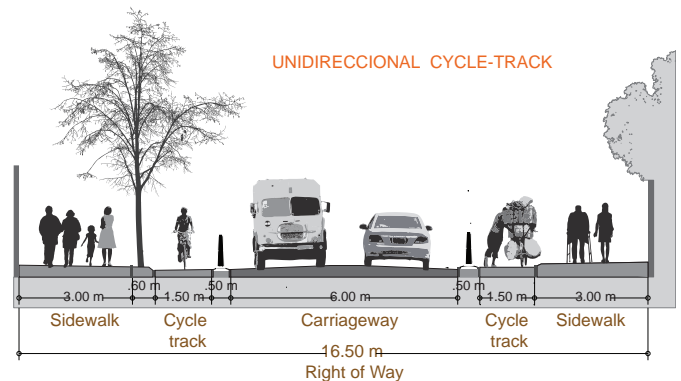 UNIDIRECCIONAL CYCLE-TRACK
.60 m .50 m .50 m
3.00 m 1.50 m 6.00 m 1.50 m 3.00 m
Sidewalk Cycle track Carriageway Cycle track Sidewalk
16.50 m
Right of Way